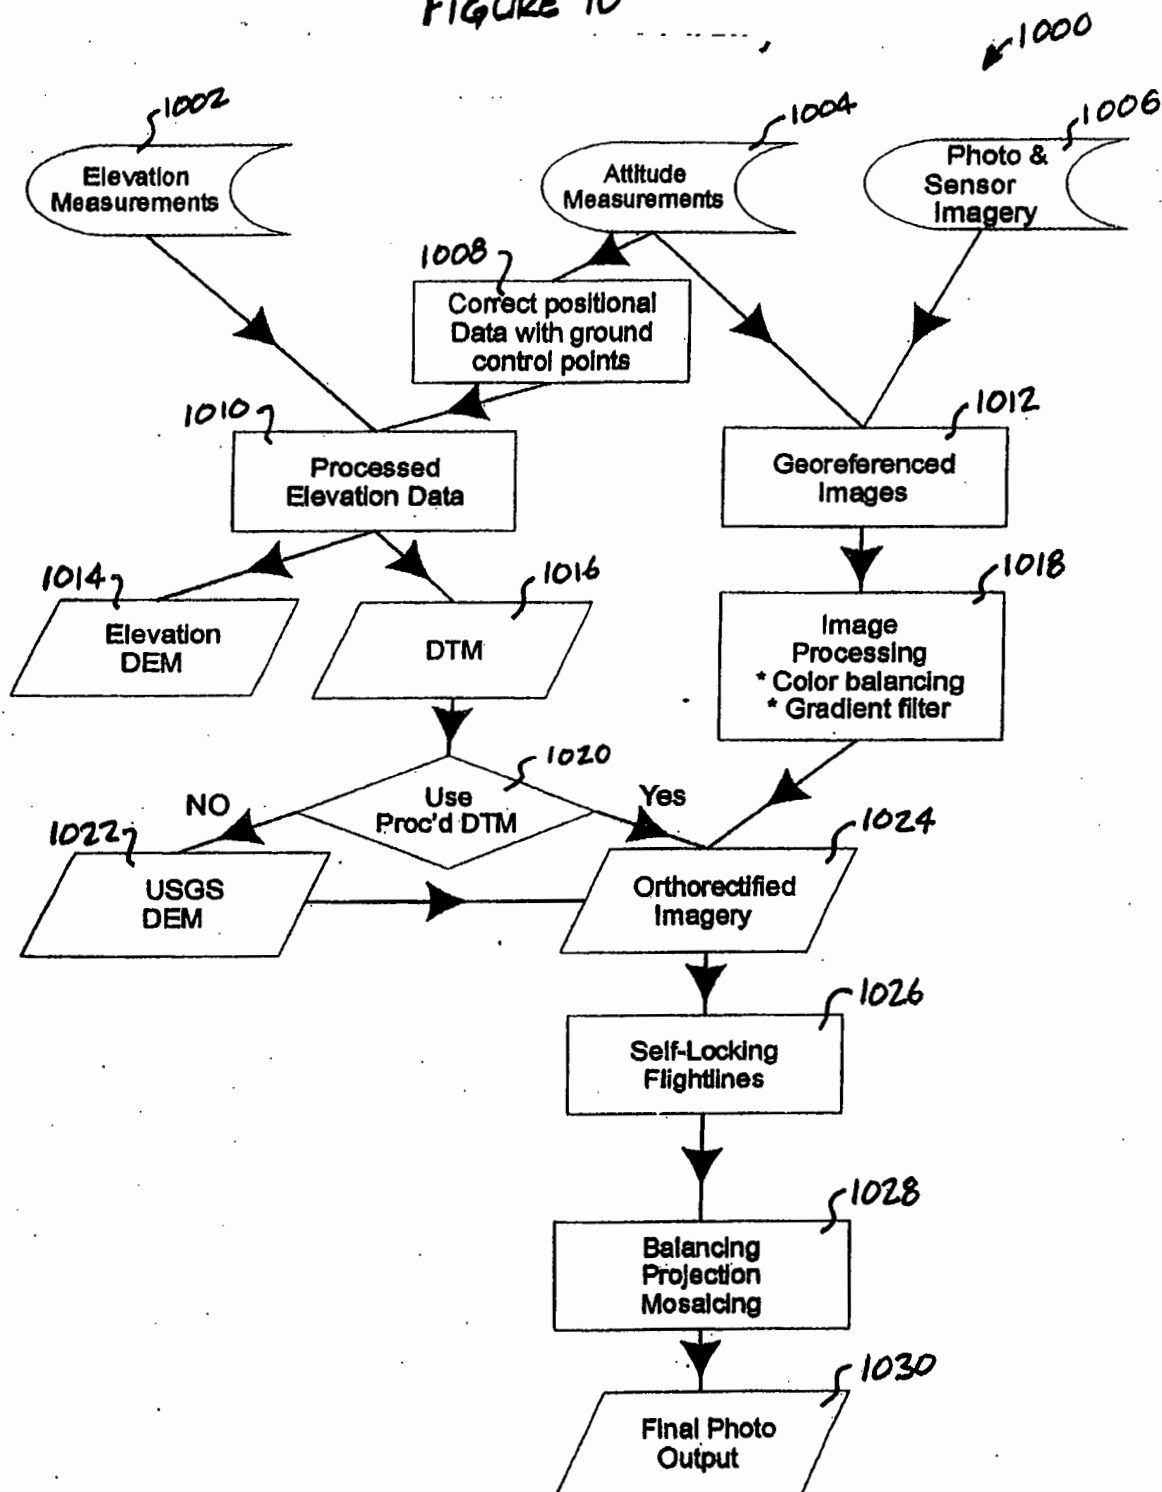 FIGURE 10
1000
1002
1004
1006
Elevation
Measurements
Attitude
Measurements
Photo &
Sensor
Imagery
1008
Correct positional
Data with ground
control points
1010
1012
Processed
Elevation Data
Georeferenced
Images
1014
1016
1018
Elevation
DEM
DTM
Image
Processing
* Color balancing
* Gradient filter
1020
NO
Use
Proc'd DTM
Yes
1022
1024
USGS
DEM
Orthorectified
Imagery
1026
Self-Locking
Flightlines
1028
Balancing
Projection
Mosaicing
1030
Final Photo
Output